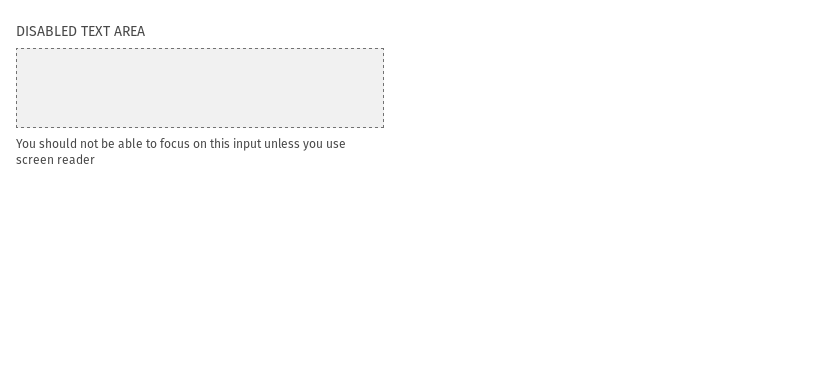 DISABLED TEXT AREA
You should not be able to focus on this input unless you use
screen reader